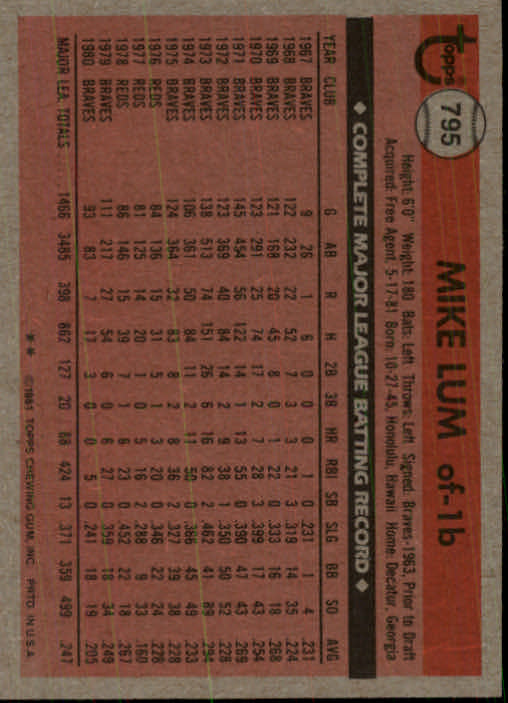 topps
795
MIKE LUM of-1b
Height: 6'0" Weight: 180 Bats: Left Throws: Left Signed: Braves-1963, Prior to Draft
Acquired: Free Agent 5-17-81 Born: 10-27-45, Honolulu, Hawaii Home: Decatur, Georgia
◆ COMPLETE MAJOR LEAGUE BATTING RECORD ◆
YEAR CLUB G AB R H 2B 3B HR RBI SB SLG BB SO AVG
1967 BRAVES 9 26 1 6 0 0 0 1 0 .231 1 4 .231
1968 BRAVES 122 232 22 52 7 3 3 21 3 .319 14 35 .224
1969 BRAVES 121 168 20 45 8 0 1 22 0 .333 16 18 .268
1970 BRAVES 123 291 25 74 17 2 7 28 3 .399 17 43 .254
1971 BRAVES 145 454 56 122 14 1 13 55 0 .390 47 43 .269
1972 BRAVES 123 369 40 84 14 2 9 38 1 .350 50 52 .228
1973 BRAVES 138 513 74 151 26 6 16 82 2 .462 41 89 .294
1974 BRAVES 106 361 50 84 11 2 11 50 0 .366 45 49 .233
1975 BRAVES 124 364 32 83 8 2 8 36 2 .327 39 38 .228
1976 REDS 84 136 15 31 5 1 3 20 0 .346 22 24 .228
1977 REDS 81 125 14 20 1 0 5 16 2 .288 9 33 .160
1978 REDS 86 146 15 39 7 1 6 23 0 .452 22 18 .267
1979 BRAVES 111 217 27 54 6 0 6 27 0 .359 18 34 .249
1980 BRAVES 93 83 7 17 3 0 0 5 0 .241 18 19 .205
MAJOR LEA. TOTALS 1466 3485 398 862 127 20 88 424 13 .371 359 499 .247
** ©1981 TOPPS CHEWING GUM, INC. PRTD. IN U.S.A.